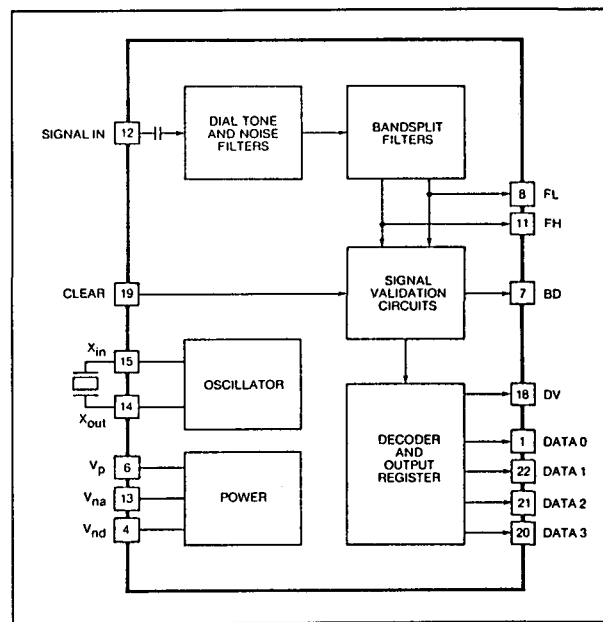 DIAL TONE
AND NOISE
FILTERS
BANDSPLIT
FILTERS
SIGNAL IN 12
8 FL
11 FH
CLEAR 19
SIGNAL
VALIDATION
CIRCUITS
7 BD
Xin
15
OSCILLATOR
14
Xout
18 DV
DECODER
AND
OUTPUT
REGISTER
1 DATA 0
22 DATA 1
21 DATA 2
20 DATA 3
Vp 6
Vna 13
Vnd 4
POWER